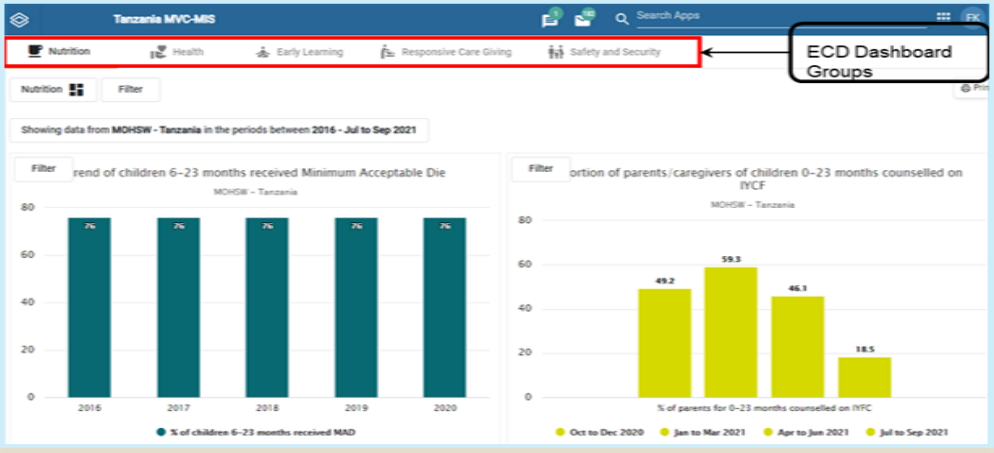 Tanzania MVC-MIS
1
Search Apps
FK
Nutrition
Health
Early Learning
Responsive Care Giving
Safety and Security
ECD Dashboard
Groups
Nutrition
Filter
Prin
Showing data from MOHSW - Tanzania in the periods between 2016 - Jul to Sep 2021
Filter
rend of children 6-23 months received Minimum Acceptable Die
MOHSW - Tanzania
80
60
40
20
0
76
76
76
76
76
2016
2017
2018
2019
2020
% of children 6-23 months received MAD
Filter
ortion of parents/caregivers of children 0-23 months counselled on
IYCF
MOHSW - Tanzania
80
60
40
20
0
49.2
59.3
46.1
18.5
% of parents for 0-23 months counselled on IYFC
Oct to Dec 2020
Jan to Mar 2021
Apr to Jun 2021
Jul to Sep 2021